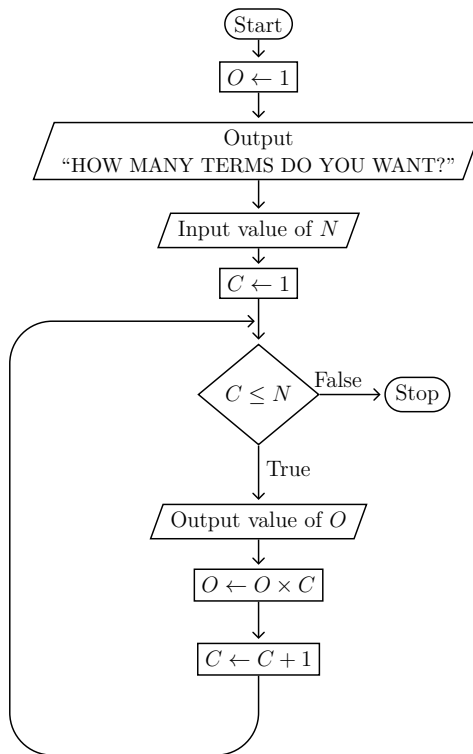 Start
O ← 1
Output
“HOW MANY TERMS DO YOU WANT?”
Input value of N
C ← 1
C ≤ N
False
Stop
True
Output value of O
O ← O × C
C ← C + 1